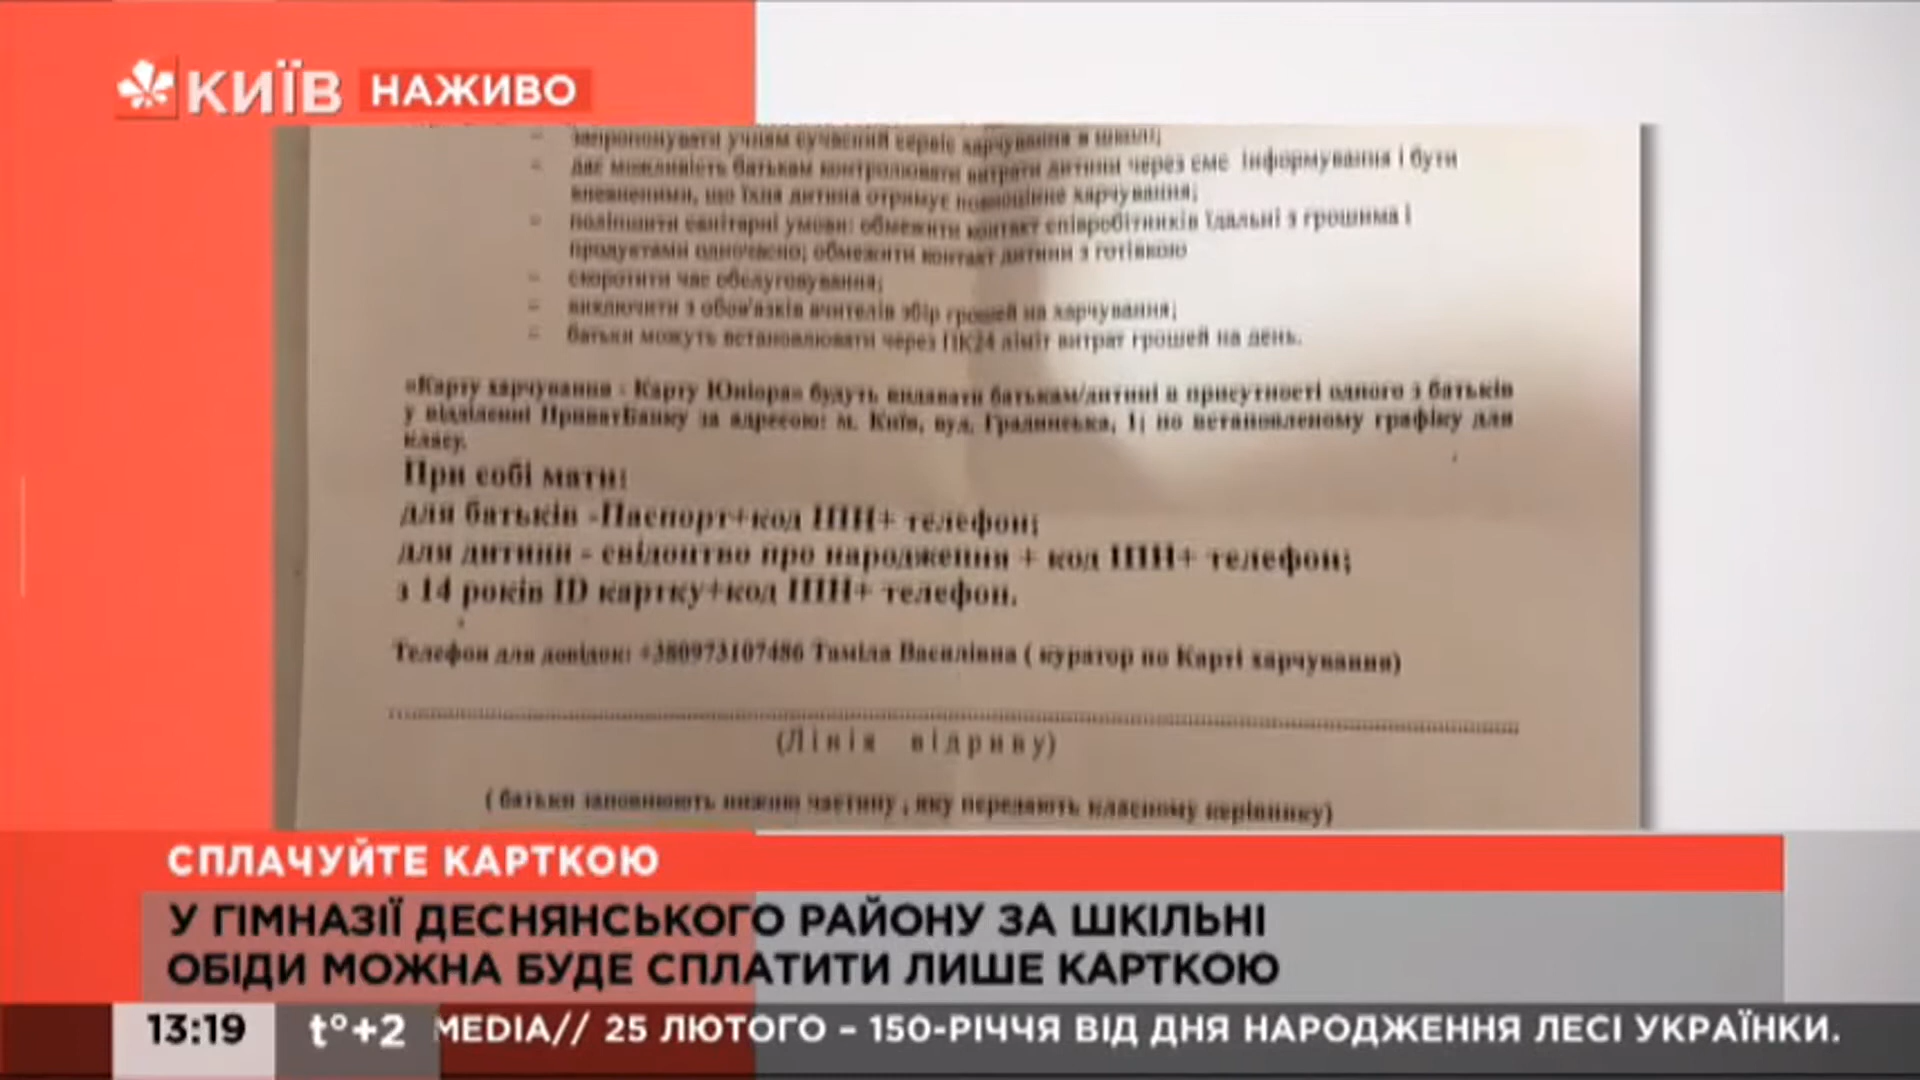 КИЇВ НАЖИВО
- запропонувати учням сучасний сервіс харчування в школі;
- дає можливість батькам контролювати витрати дитини через смс інформування і бути
впевненими, що їхня дитина отримує повноцінне харчування;
- поліпшити санітарні умови: обмежити контакт співробітників їдальні з грошима і
продуктами одночасно; обмежити контакт дитини з готівкою
- скоротити час обслуговування;
- виключити з обов'язків вчителів збір грошей на харчування;
- батьки можуть встановлювати через ПК24 ліміт витрат грошей на день.
«Карту харчування - Карту Юніора» будуть видавати батькам/дитині в присутності одного з батьків
у відділенні ПриватБанку за адресою: м. Київ, вул. Градинська, 1; по встановленому графіку для
класу.
При собі мати:
для батьків -Паспорт+код ІПН+ телефон;
для дитини - свідоцтво про народження + код ІПН+ телефон;
з 14 років ID картку+код ІПН+ телефон.
Телефон для довідок: +380973107486 Таміла Василівна ( куратор по Карті харчування)
(Лінія відриву)
( батьки заповнюють нижню частину , яку передають класному керівнику)
СПЛАЧУЙТЕ КАРТКОЮ
У ГІМНАЗІЇ ДЕСНЯНСЬКОГО РАЙОНУ ЗА ШКІЛЬНІ
ОБІДИ МОЖНА БУДЕ СПЛАТИТИ ЛИШЕ КАРТКОЮ
13:19 t°+2 MEDIA// 25 ЛЮТОГО – 150-РІЧЧЯ ВІД ДНЯ НАРОДЖЕННЯ ЛЕСІ УКРАЇНКИ.